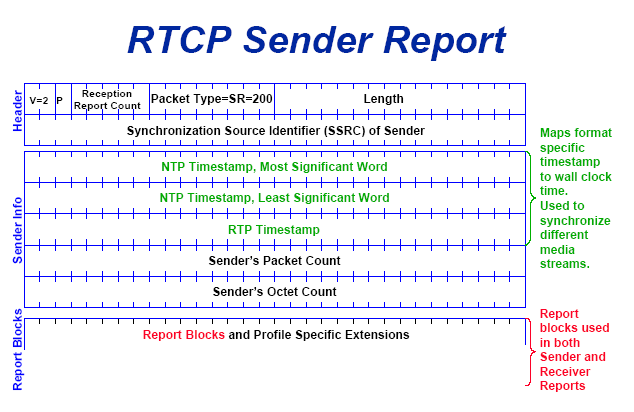 RTCP Sender Report
Header
V=2
P
Reception
Report Count
Packet Type=SR=200
Length
Synchronization Source Identifier (SSRC) of Sender
Sender Info
NTP Timestamp, Most Significant Word
NTP Timestamp, Least Significant Word
RTP Timestamp
Sender's Packet Count
Sender's Octet Count
Maps format
specific
timestamp
to wall clock
time.
Used to
synchronize
different
media
streams.
Report Blocks
Report Blocks and Profile Specific Extensions
Report
blocks used
in both
Sender and
Receiver
Reports